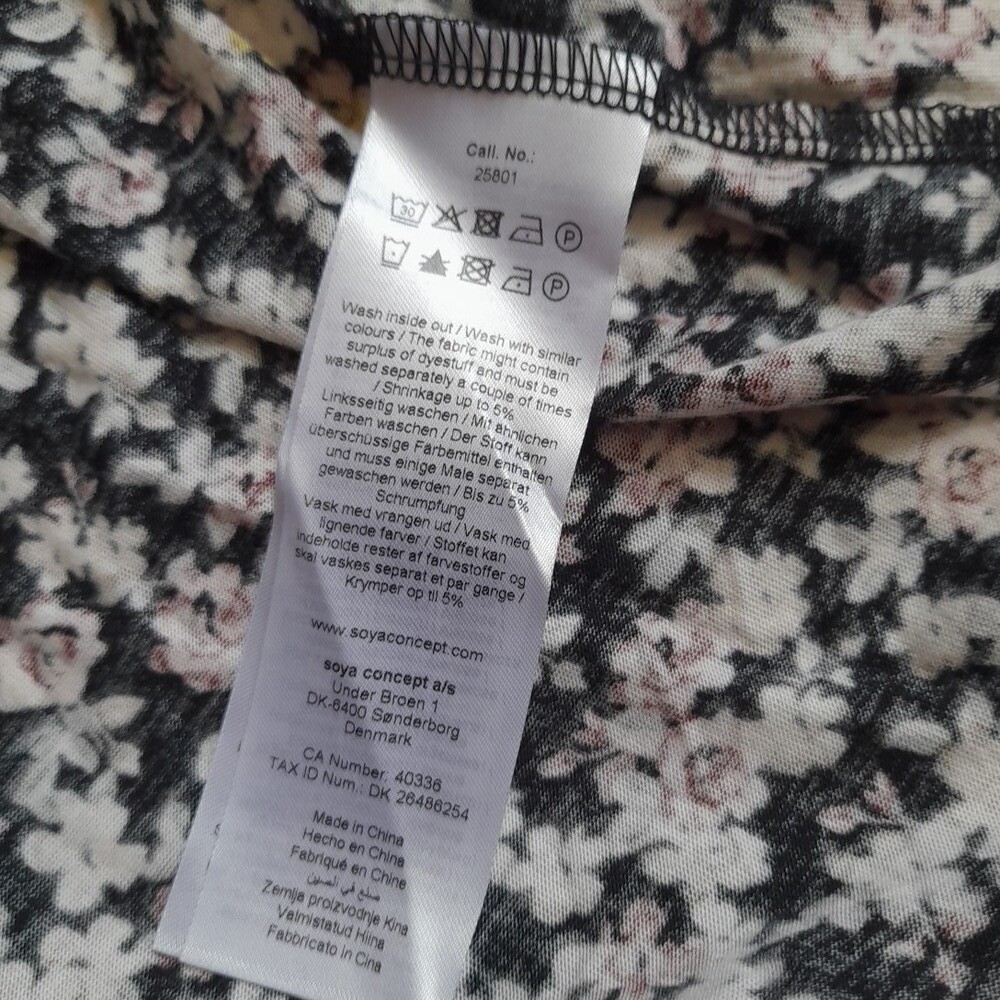 Call. No.:
25801
30
P
P
Wash inside out / Wash with similar
colours / The fabric might contain
surplus of dyestuff and must be
washed separately a couple of times
/ Shrinkage up to 5%
Linksseitig waschen / Mit ähnlichen
Farben waschen / Der Stoff kann
überschüssige Färbemittel enthalten
und muss einige Male separat
gewaschen werden / Bis zu 5%
Schrumpfung
Vask med vrangen ud / Vask med
lignende farver / Stoffet kan
indeholde rester af farvestoffer og
skal vaskes separat et par gange /
Krymper op til 5%
www.soyaconcept.com
soya concept a/s
Under Broen 1
DK-6400 Sønderborg
Denmark
CA Number. 40336
TAX ID Num.: DK 26486254
Made in China
Hecho en China
Fabriqué en Chine
صنع في الصين
Zemlja proizvodnje Kina
Valmistatud Hiina
Fabbricato in Cina